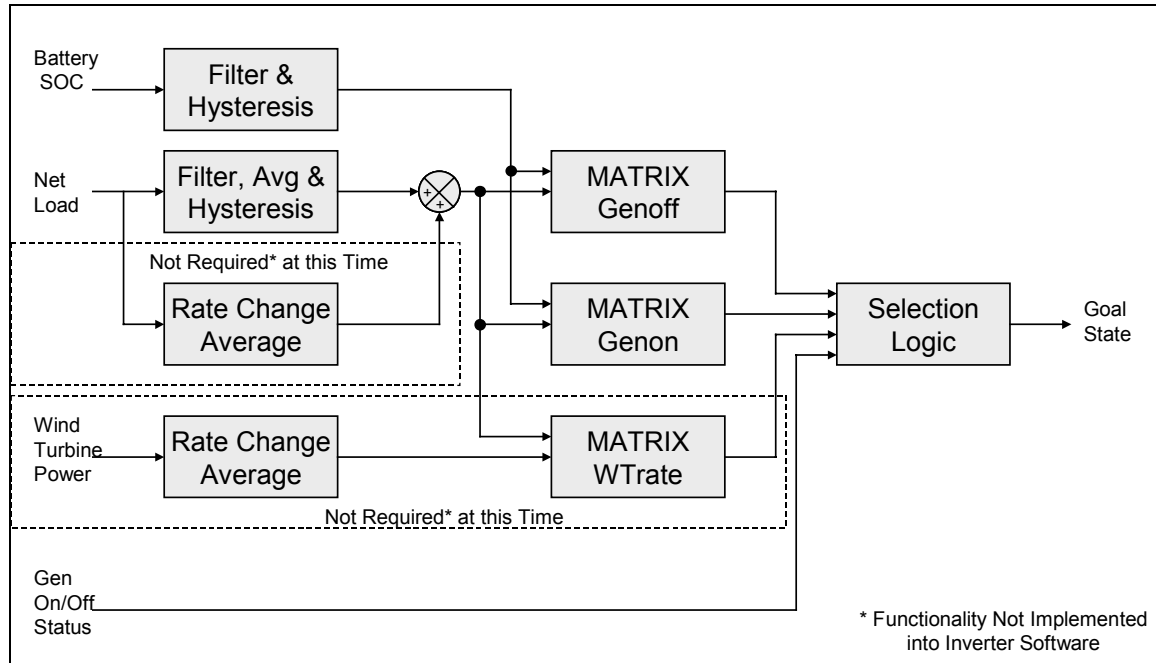 Battery
SOC
Filter &
Hysteresis
Net
Load
Filter, Avg &
Hysteresis
+
+
MATRIX
Genoff
Not Required* at this Time
Rate Change
Average
MATRIX
Genon
Selection
Logic
Goal
State
Wind
Turbine
Power
Rate Change
Average
MATRIX
WTrate
Not Required* at this Time
Gen
On/Off
Status
* Functionality Not Implemented
into Inverter Software